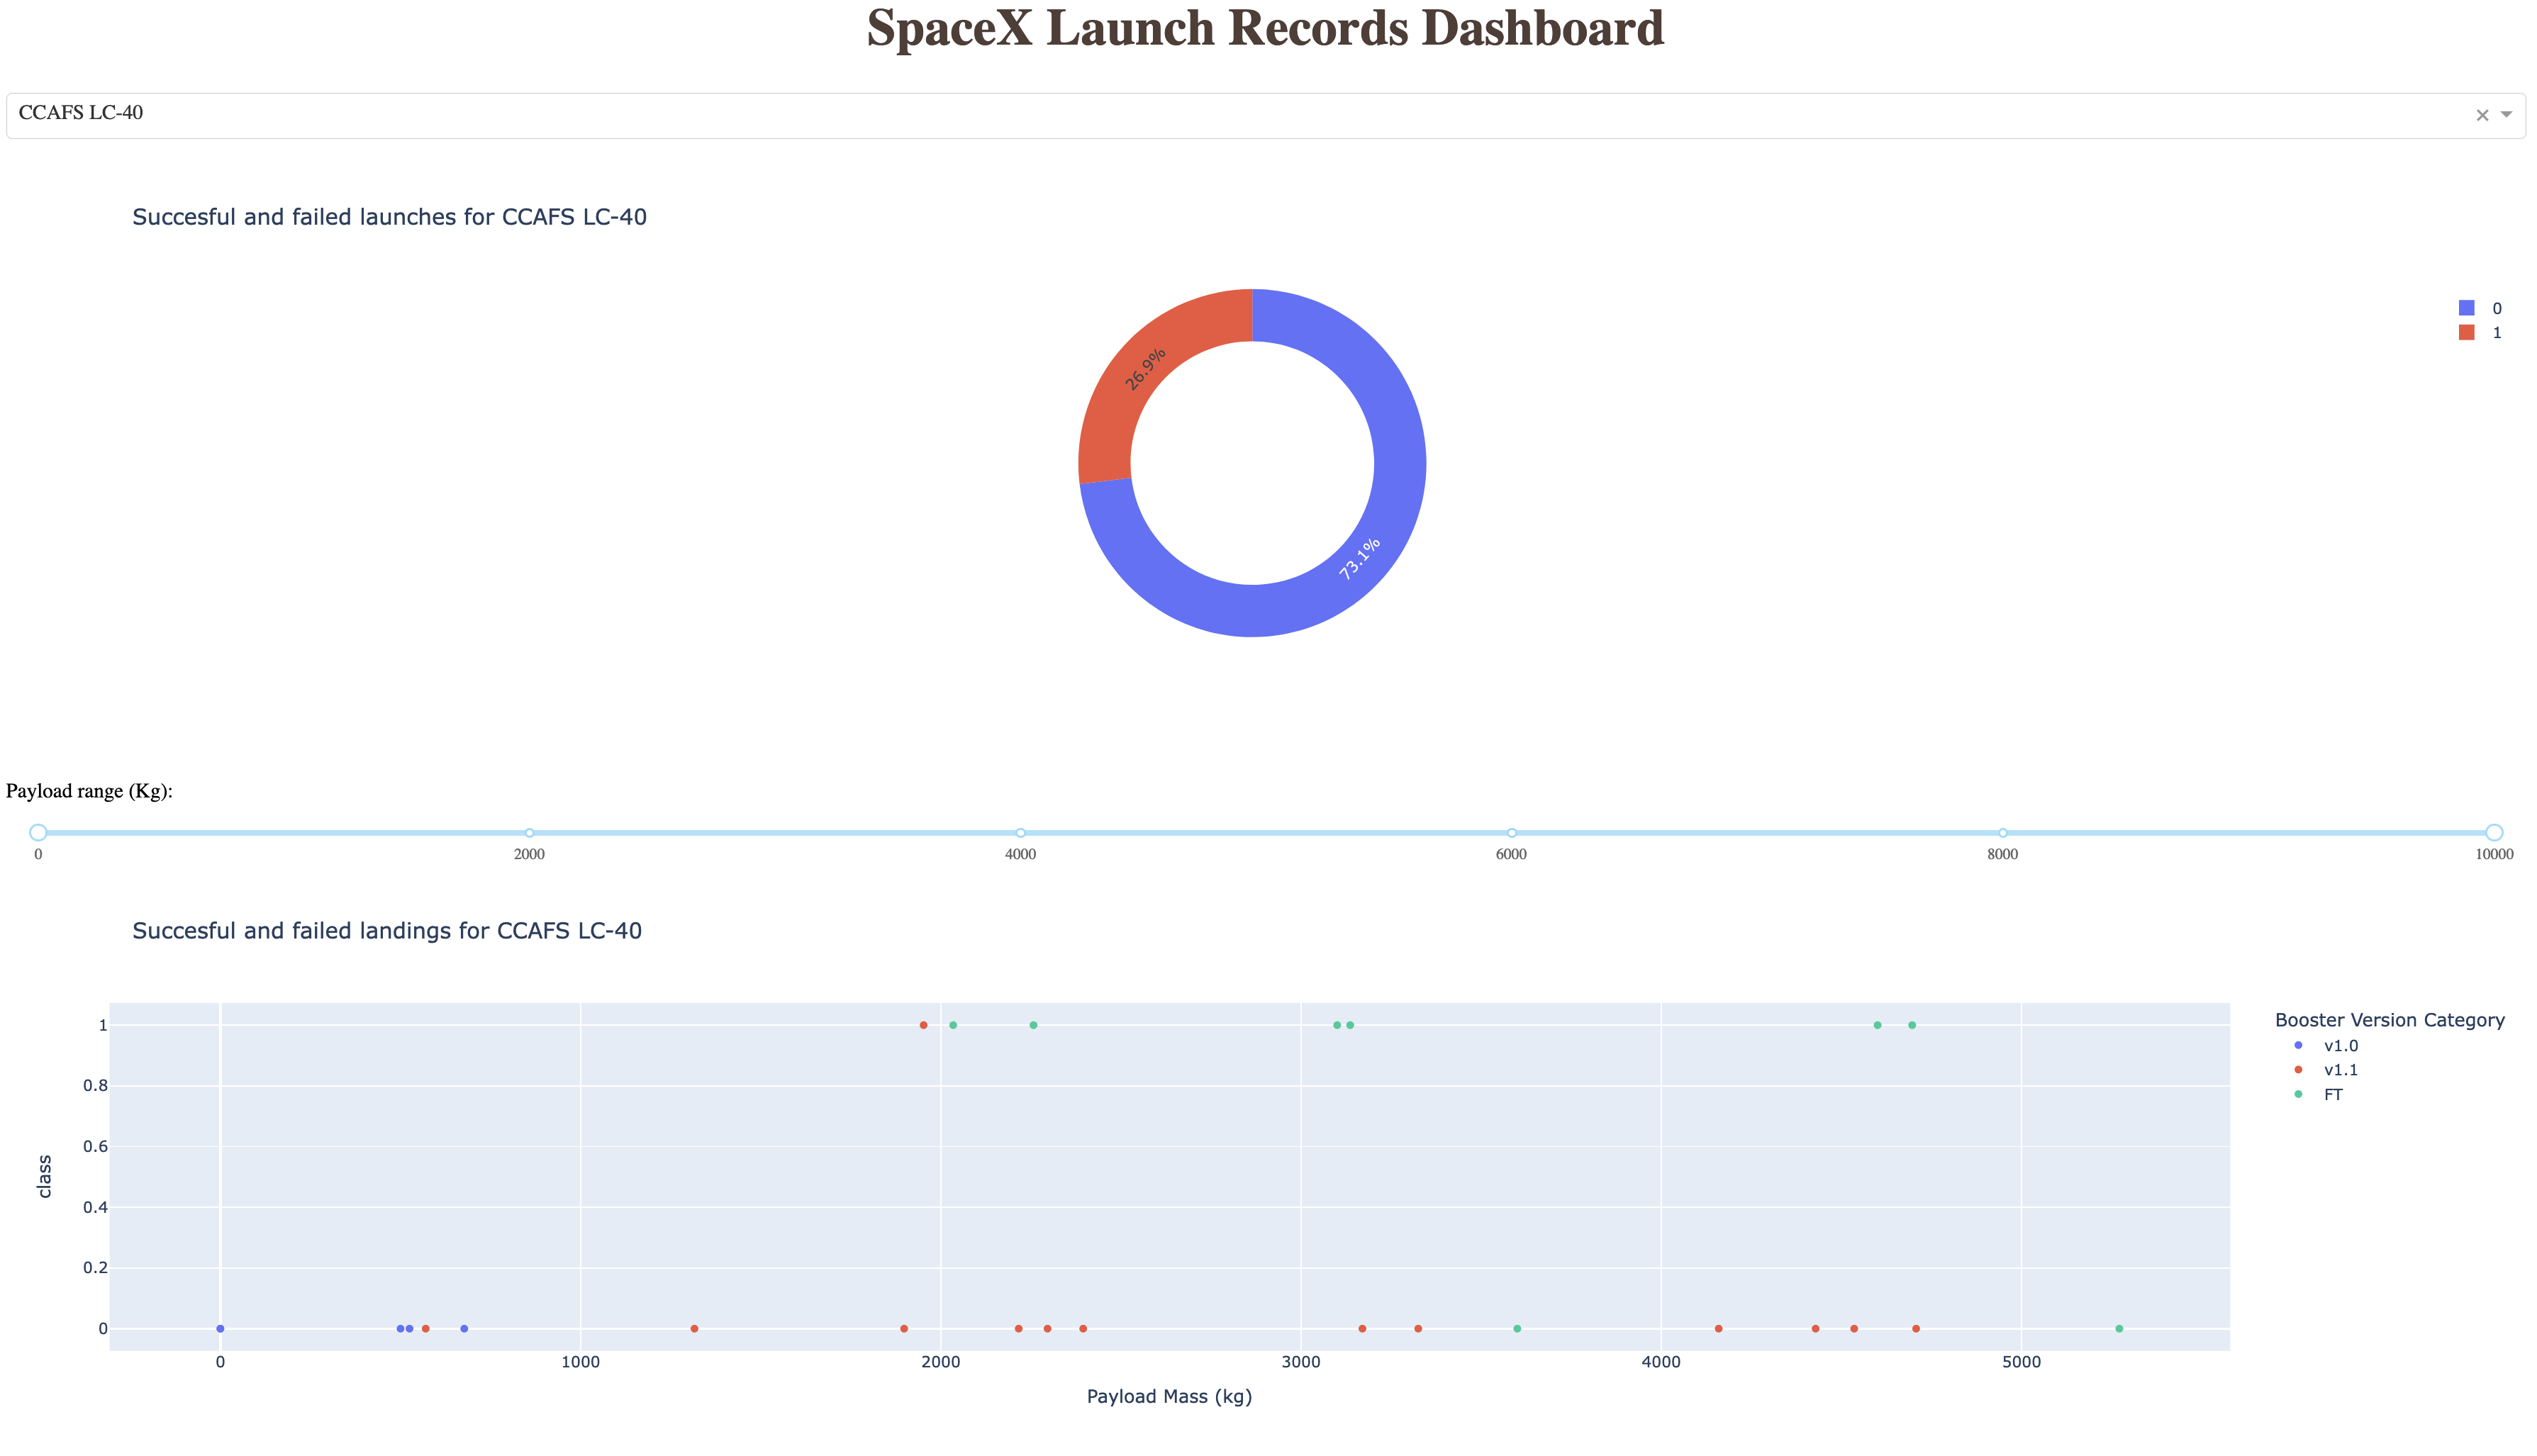 SpaceX Launch Records Dashboard
CCAFS LC-40
Succesful and failed launches for CCAFS LC-40
0
1
26.9%
73.1%
Payload range (Kg):
0 2000 4000 6000 8000 10000
Succesful and failed landings for CCAFS LC-40
Booster Version Category
v1.0
v1.1
FT
1
0.8
0.6
0.4
0.2
0
class
0 1000 2000 3000 4000 5000
Payload Mass (kg)